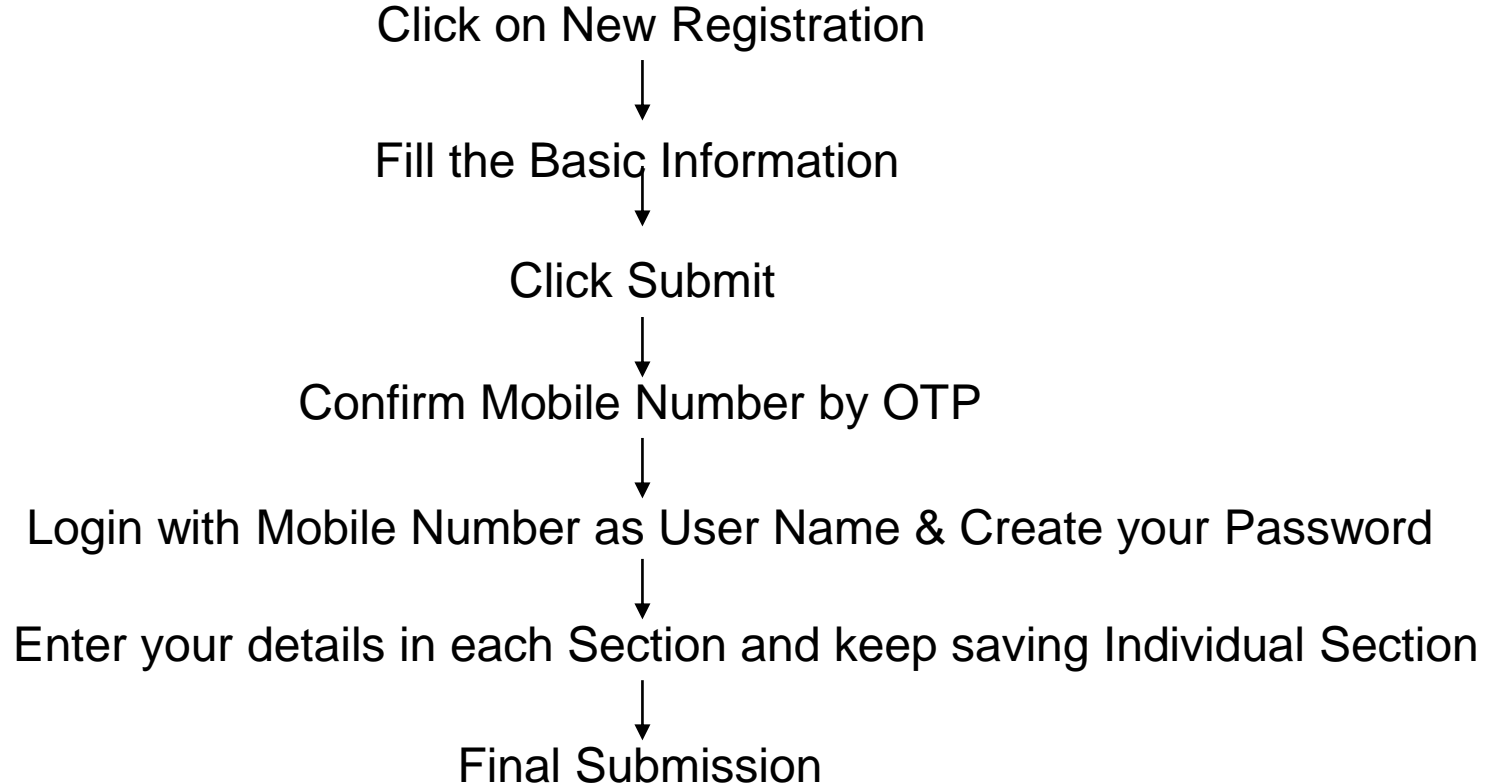 Click on New Registration
Fill the Basic Information
Click Submit
Confirm Mobile Number by OTP
Login with Mobile Number as User Name & Create your Password
Enter your details in each Section and keep saving Individual Section
Final Submission